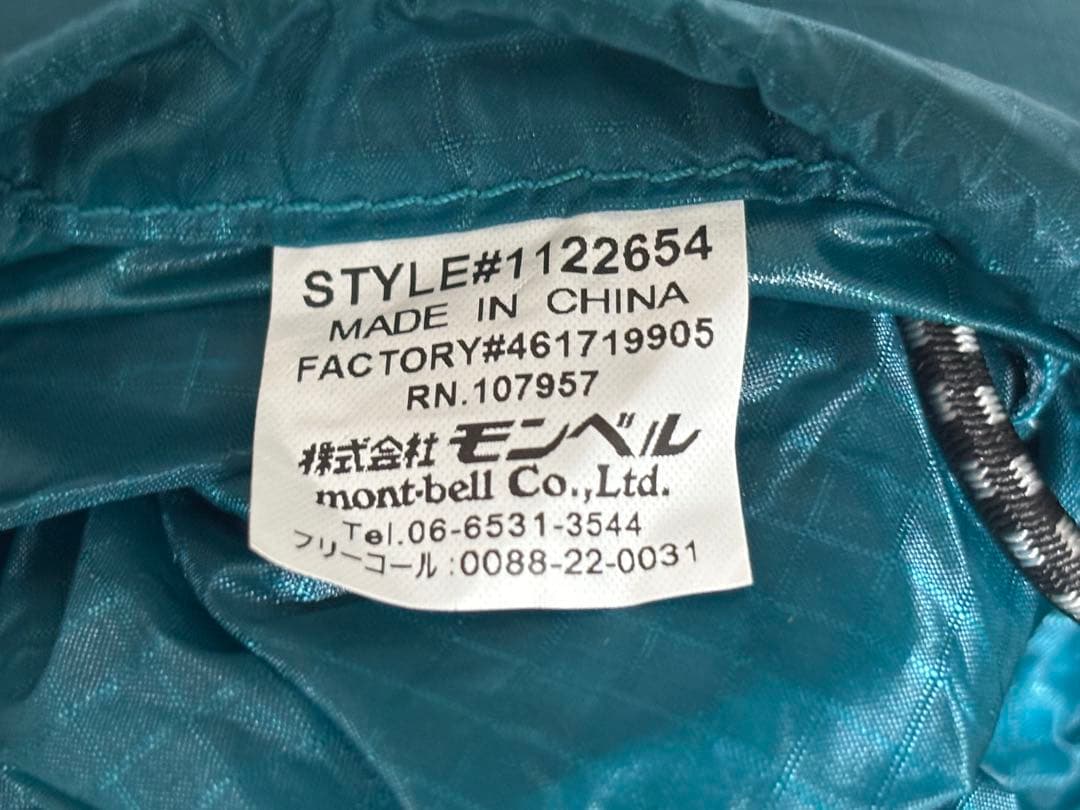 STYLE#1122654
MADE IN CHINA
FACTORY#461719905
RN.107957
株式会社 モンベル
mont-bell Co.,Ltd.
Tel.06-6531-3544
フリーコール:0088-22-0031